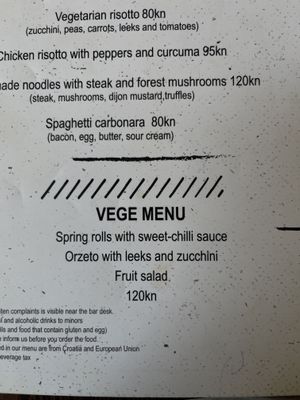 Vegetarian risotto 80kn
(zucchini, peas, carrots, leeks and tomatoes)
Chicken risotto with peppers and curcuma 95kn
noodles with steak and forest mushrooms 120kn
(steak, mushrooms, dijon mustard,truffles)
Spaghetti carbonara 80kn
(bacon, egg, butter, sour cream)
VEGE MENU
Spring rolls with sweet-chilli sauce
Orzeto with leeks and zucchini
Fruit salad
120kn
complaints is visible near the bar desk.
and alcoholic drinks to minors
and food that contain gluten and egg)
inform us before you order the food.
in our menu are from Croatia and European Union
beverage tax